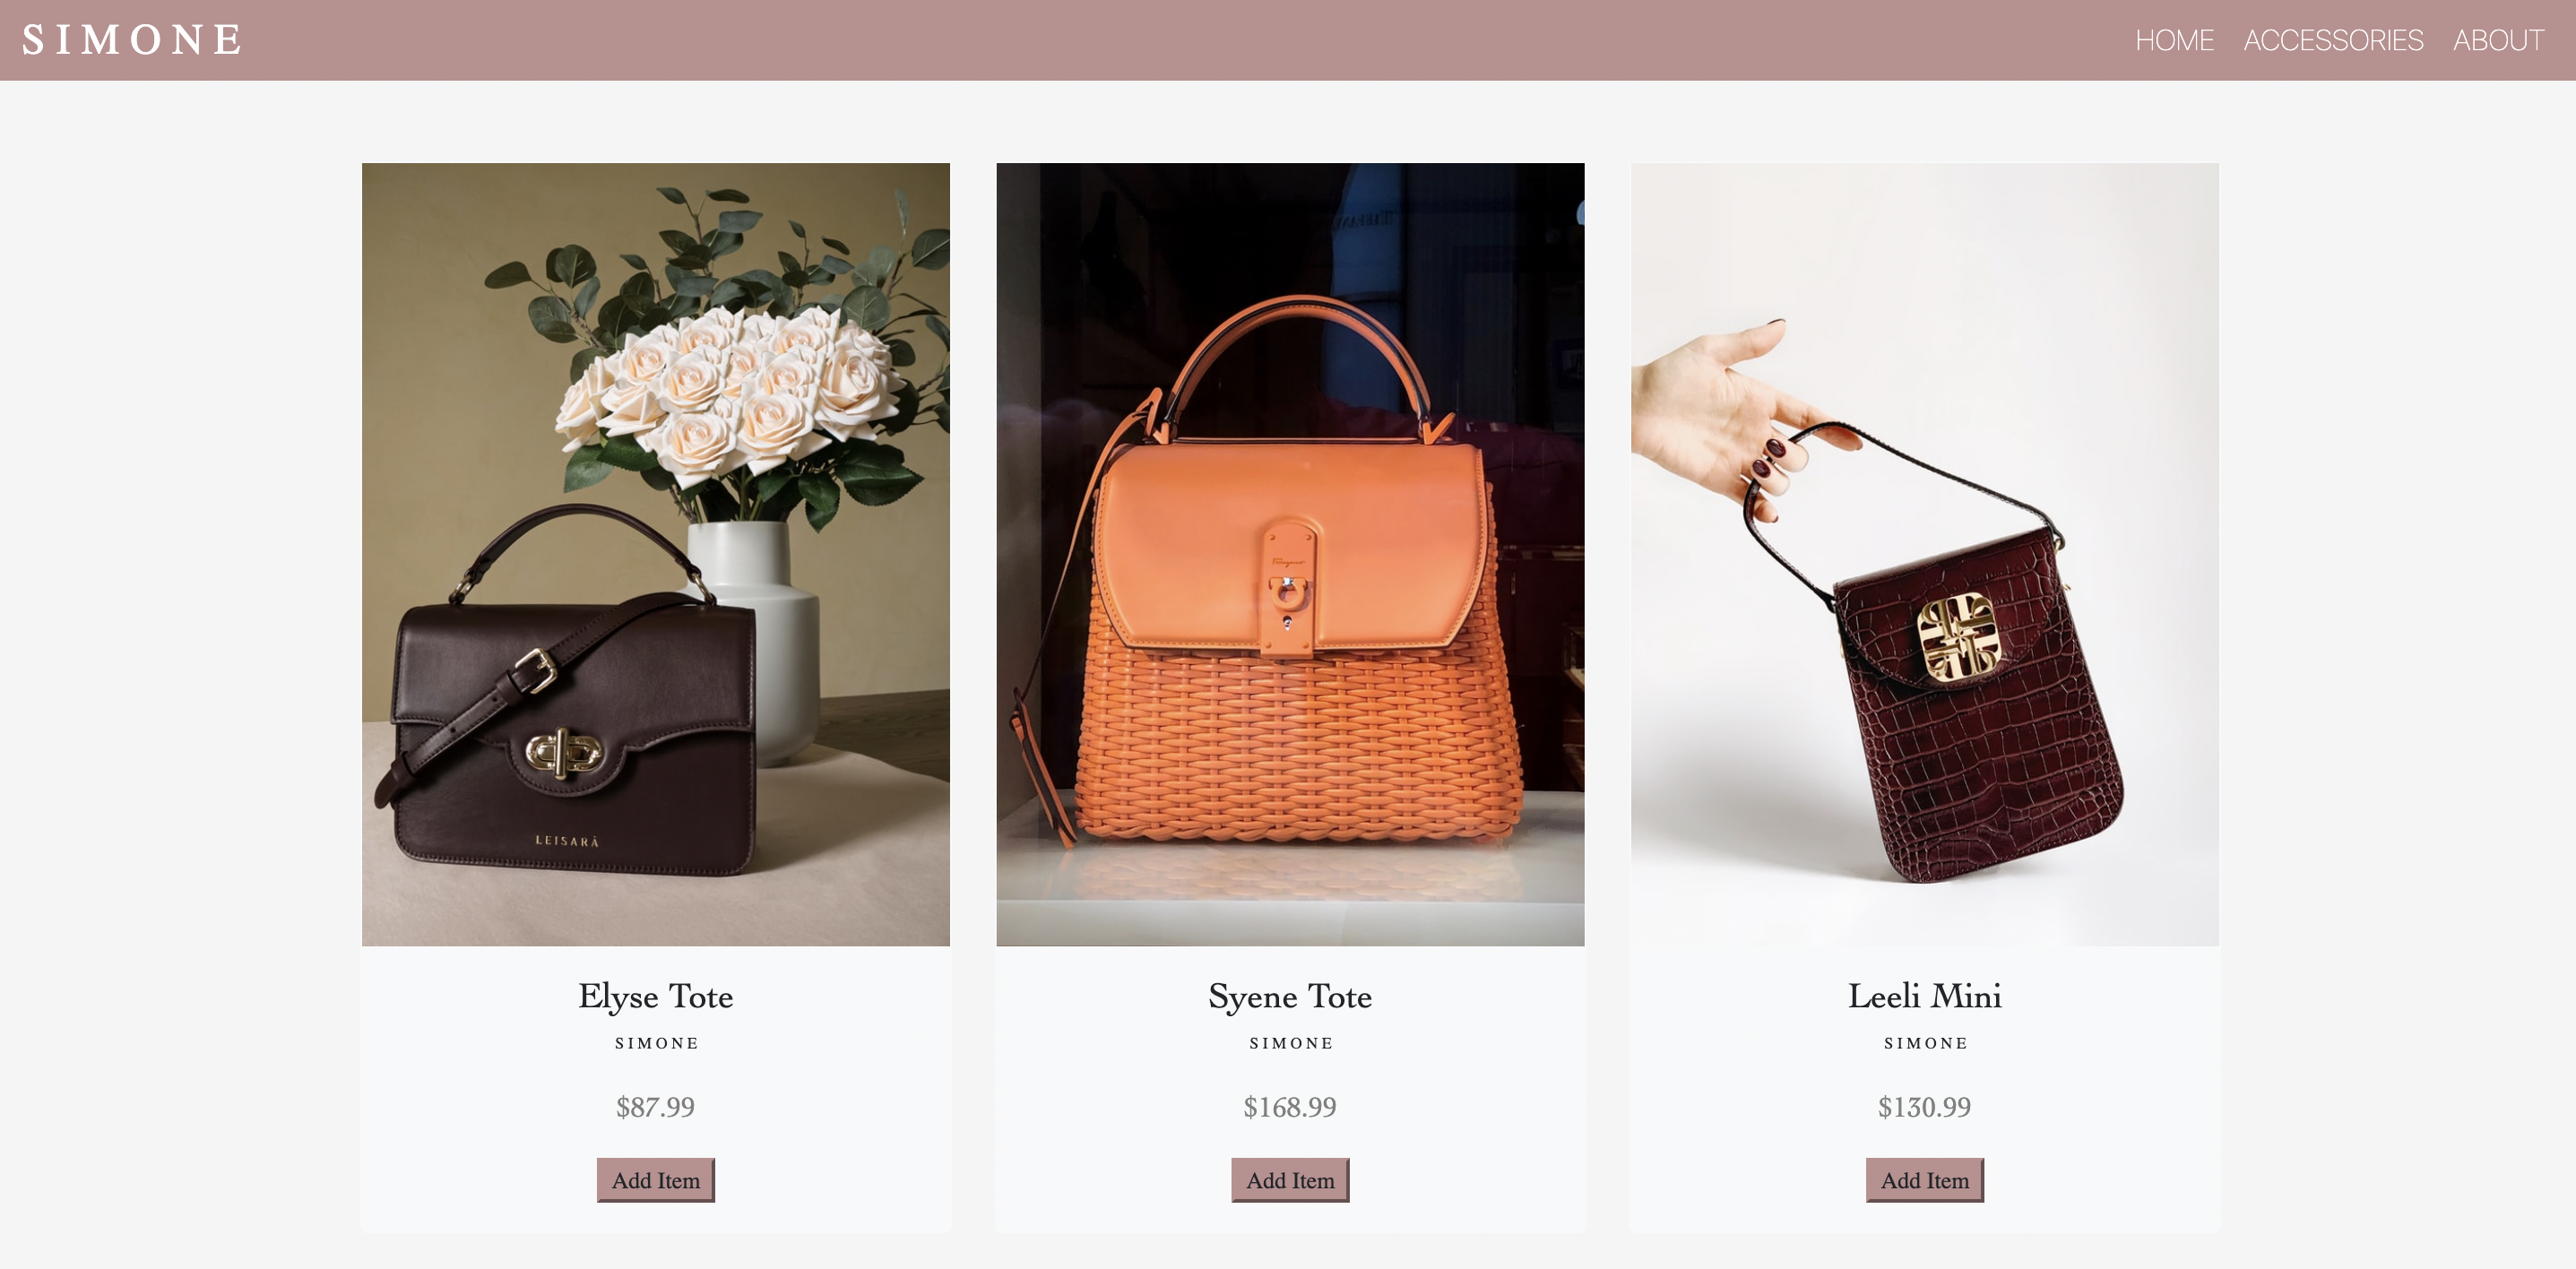 SIMONE
HOME ACCESSORIES ABOUT
LEISARÀ
Ferragamo
Elyse Tote
SIMONE
$87.99
Add Item
Syene Tote
SIMONE
$168.99
Add Item
Leeli Mini
SIMONE
$130.99
Add Item